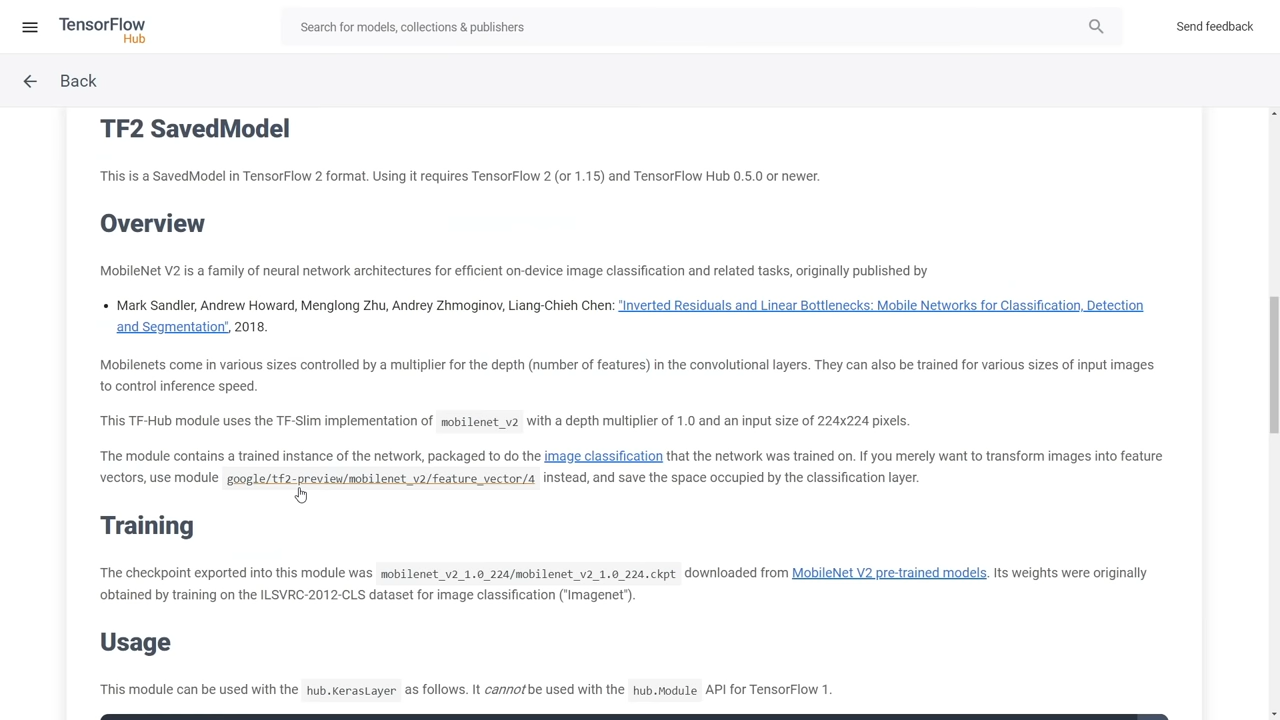 TensorFlow
Hub
Search for models, collections & publishers
Send feedback
Back
TF2 SavedModel
This is a SavedModel in TensorFlow 2 format. Using it requires TensorFlow 2 (or 1.15) and TensorFlow Hub 0.5.0 or newer.
Overview
MobileNet V2 is a family of neural network architectures for efficient on-device image classification and related tasks, originally published by
• Mark Sandler, Andrew Howard, Menglong Zhu, Andrey Zhmoginov, Liang-Chieh Chen: "Inverted Residuals and Linear Bottlenecks: Mobile Networks for Classification, Detection
and Segmentation", 2018.
Mobilenets come in various sizes controlled by a multiplier for the depth (number of features) in the convolutional layers. They can also be trained for various sizes of input images
to control inference speed.
This TF-Hub module uses the TF-Slim implementation of mobilenet_v2 with a depth multiplier of 1.0 and an input size of 224x224 pixels.
The module contains a trained instance of the network, packaged to do the image classification that the network was trained on. If you merely want to transform images into feature
vectors, use module google/tf2-preview/mobilenet_v2/feature_vector/4 instead, and save the space occupied by the classification layer.
Training
The checkpoint exported into this module was mobilenet_v2_1.0_224/mobilenet_v2_1.0_224.ckpt downloaded from MobileNet V2 pre-trained models. Its weights were originally
obtained by training on the ILSVRC-2012-CLS dataset for image classification ("Imagenet").
Usage
This module can be used with the hub.KerasLayer as follows. It cannot be used with the hub.Module API for TensorFlow 1.